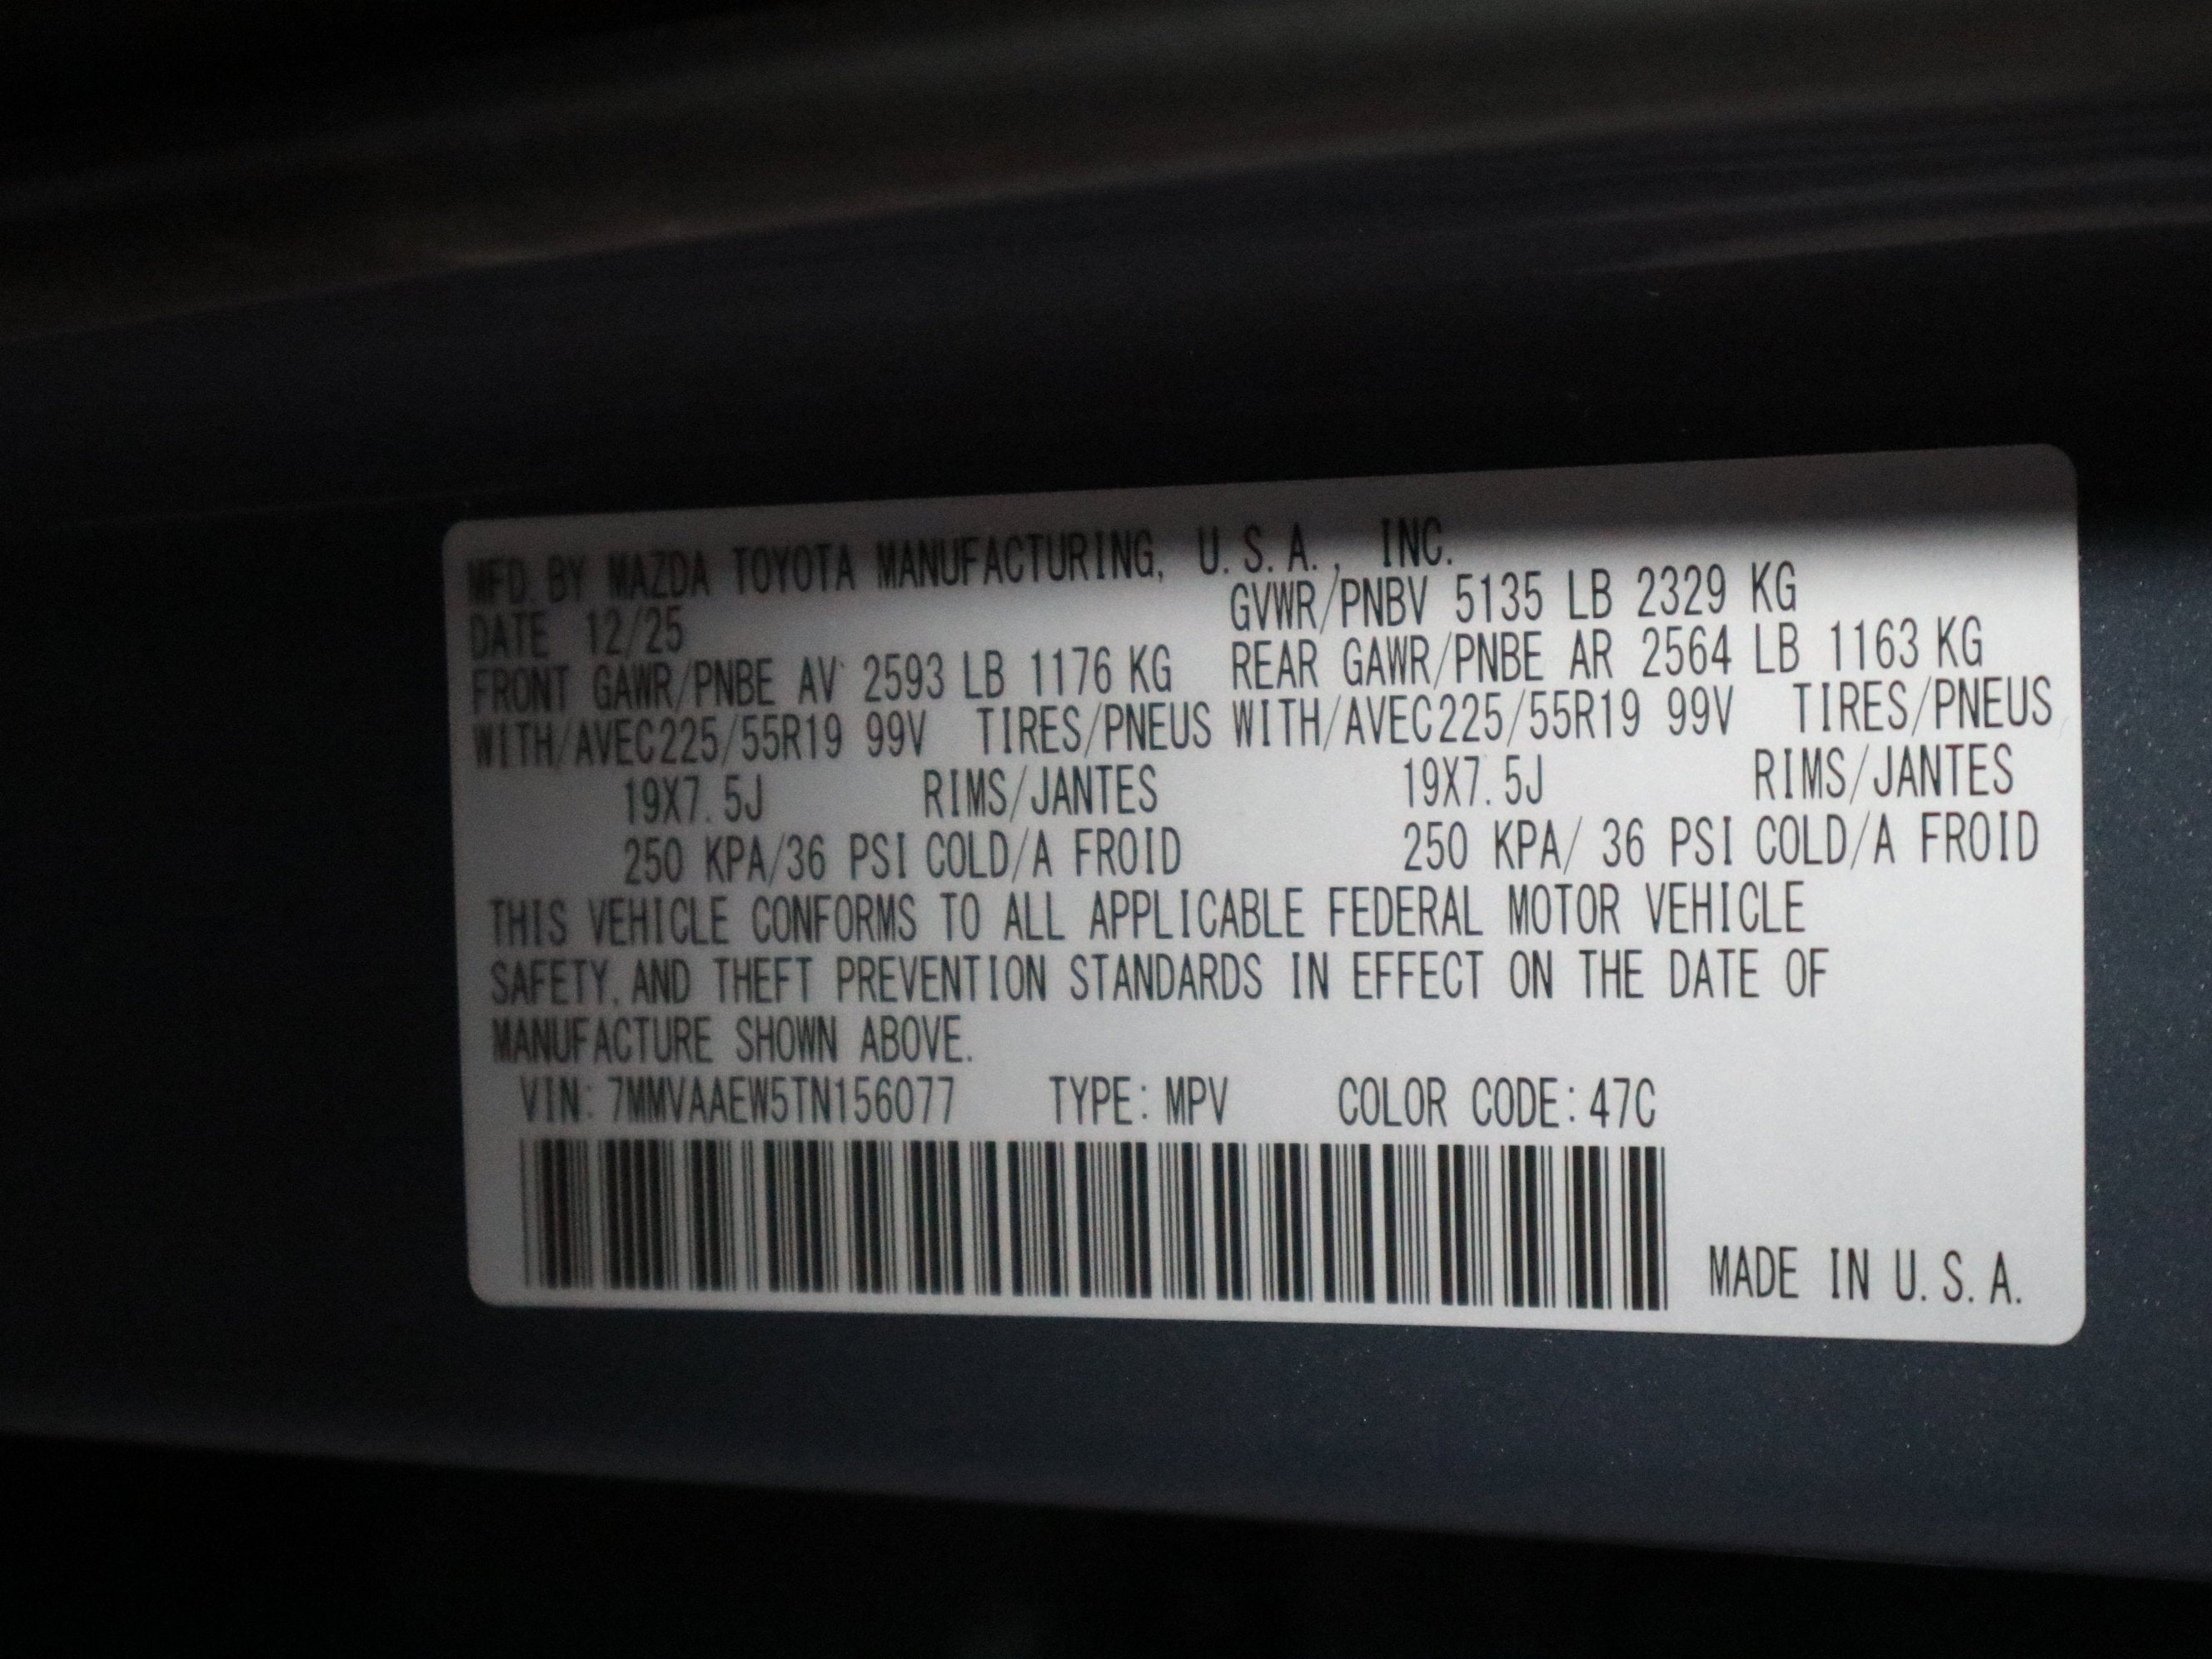 MFD. BY MAZDA TOYOTA MANUFACTURING, U.S.A., INC.
DATE 12/25 GVWR/PNBV 5135 LB 2329 KG
FRONT GAWR/PNBE AV 2593 LB 1176 KG REAR GAWR/PNBE AR 2564 LB 1163 KG
WITH/AVEC225/55R19 99V TIRES/PNEUS WITH/AVEC225/55R19 99V TIRES/PNEUS
19X7.5J RIMS/JANTES 19X7.5J RIMS/JANTES
250 KPA/36 PSI COLD/A FROID 250 KPA/ 36 PSI COLD/A FROID
THIS VEHICLE CONFORMS TO ALL APPLICABLE FEDERAL MOTOR VEHICLE
SAFETY, AND THEFT PREVENTION STANDARDS IN EFFECT ON THE DATE OF
MANUFACTURE SHOWN ABOVE.
VIN: 7MMVAAEW5TN156077 TYPE: MPV COLOR CODE: 47C
MADE IN U.S.A.